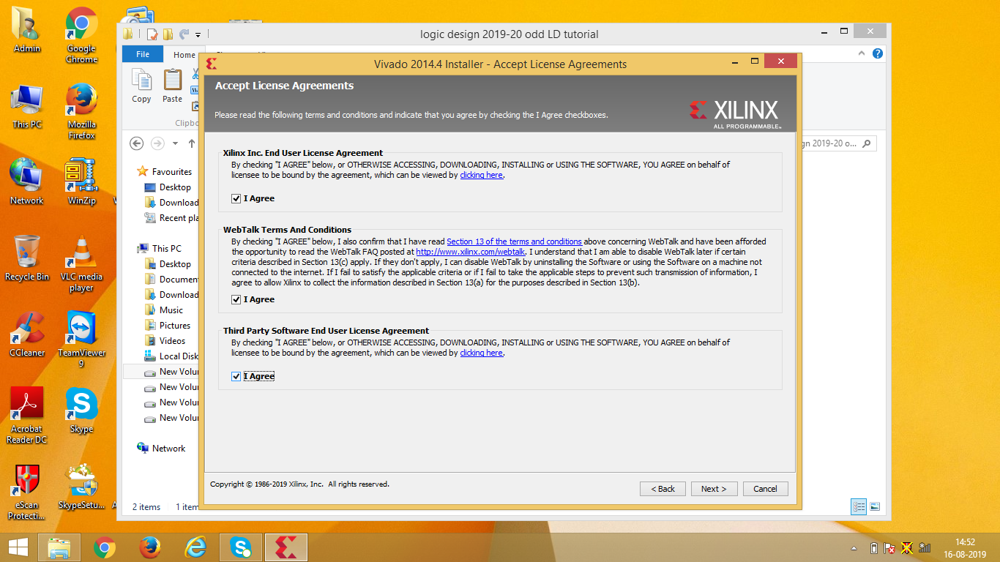 Admin
Google
Chrome
This PC
Mozilla
Firefox
Network
WinZip
Recycle Bin
VLC media
player
CCleaner
TeamViewer
9
Acrobat
Reader DC
Skype
eScan
Protecti...
SkypeSetu...
logic design 2019-20 odd LD tutorial
File
Home
Copy
Paste
Clipbo
gn 2019-20 o...
Favourites
Desktop
Download
Recent pla
This PC
Desktop
Documen
Download
Music
Pictures
Videos
Local Disk
New Volu
New Volu
New Volu
New Volu
Network
2 items
1 item
Vivado 2014.4 Installer - Accept License Agreements
Accept License Agreements
Please read the following terms and conditions and indicate that you agree by checking the I Agree checkboxes.
XILINX
ALL PROGRAMMABLE™
Xilinx Inc. End User License Agreement
By checking "I AGREE" below, or OTHERWISE ACCESSING, DOWNLOADING, INSTALLING or USING THE SOFTWARE, YOU AGREE on behalf of
licensee to be bound by the agreement, which can be viewed by clicking here.
I Agree
WebTalk Terms And Conditions
By checking "I AGREE" below, I also confirm that I have read Section 13 of the terms and conditions above concerning WebTalk and have been afforded
the opportunity to read the WebTalk FAQ posted at http://www.xilinx.com/webtalk. I understand that I am able to disable WebTalk later if certain
criteria described in Section 13(c) apply. If they don't apply, I can disable WebTalk by uninstalling the Software or using the Software on a machine not
connected to the internet. If I fail to satisfy the applicable criteria or if I fail to take the applicable steps to prevent such transmission of information, I
agree to allow Xilinx to collect the information described in Section 13(a) for the purposes described in Section 13(b).
I Agree
Third Party Software End User License Agreement
By checking "I AGREE" below, or OTHERWISE ACCESSING, DOWNLOADING, INSTALLING or USING THE SOFTWARE, YOU AGREE on behalf of
licensee to be bound by the agreement, which can be viewed by clicking here.
I Agree
Copyright © 1986-2019 Xilinx, Inc. All rights reserved.
< Back
Next >
Cancel
14:52
16-08-2019